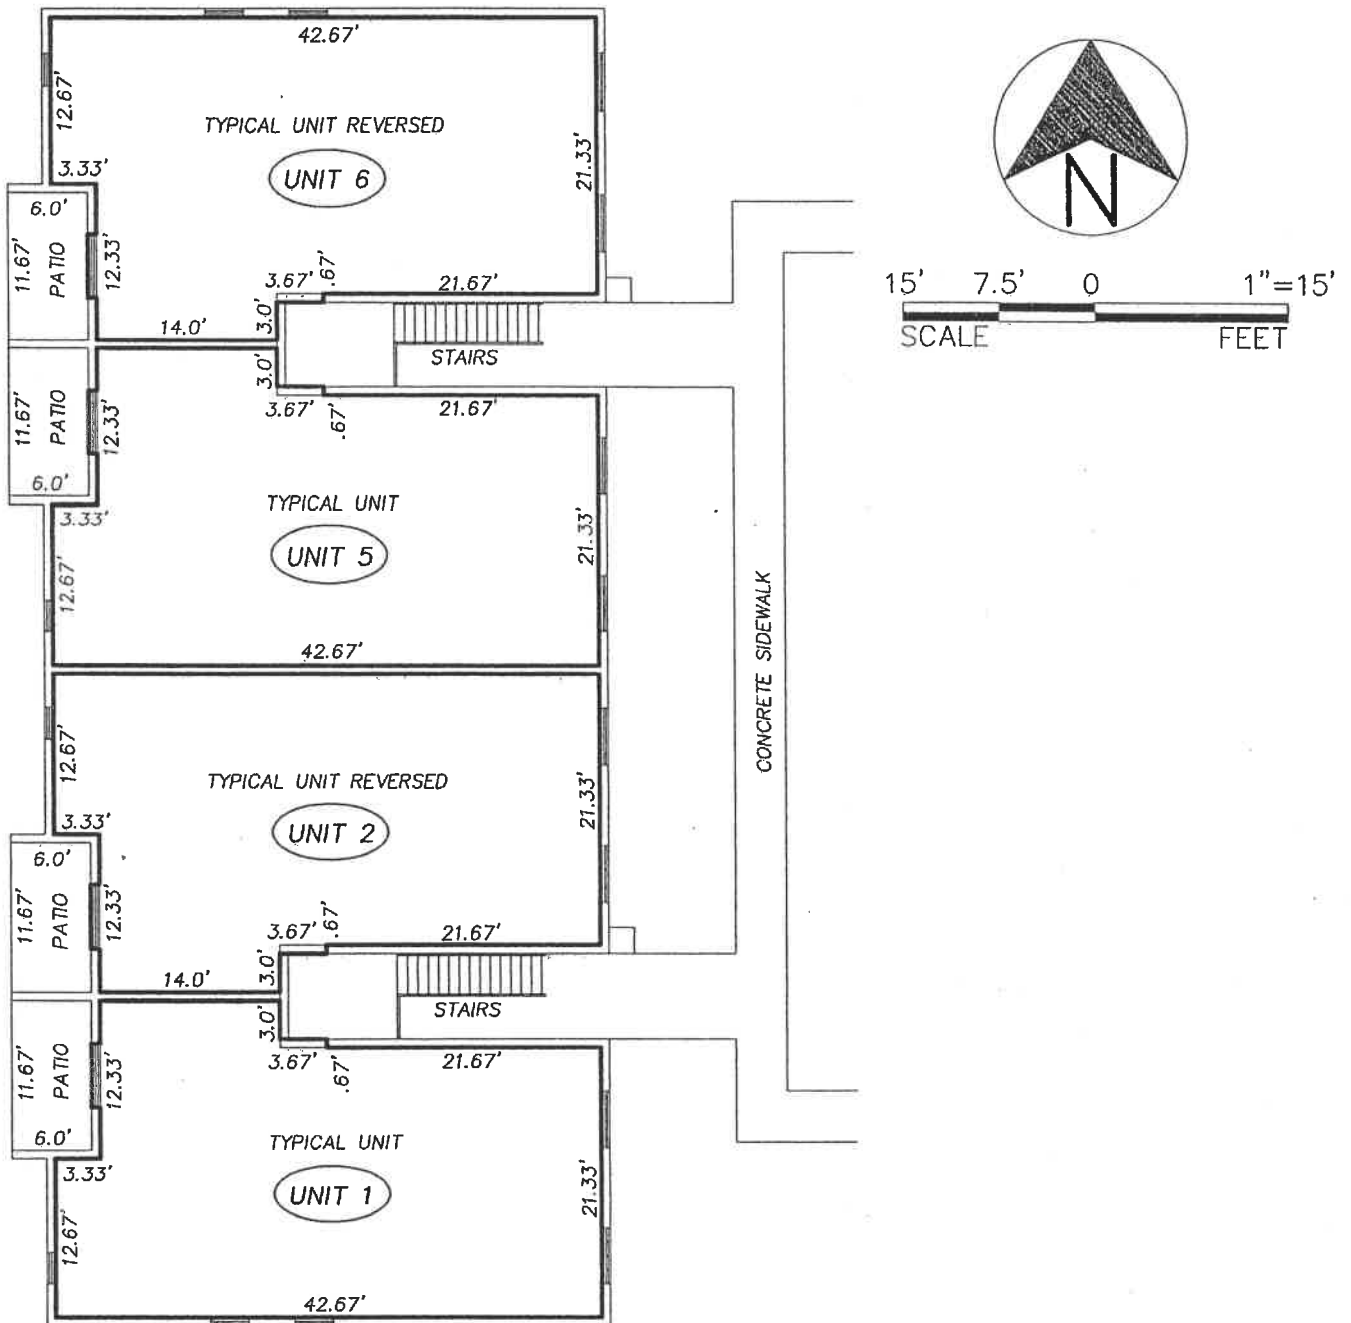 42.67'
12.67'
TYPICAL UNIT REVERSED
UNIT 6
21.33'
3.33'
6.0'
11.67'
PATIO
12.33'
3.67'
.67'
21.67'
3.0'
14.0'
STAIRS
3.0'
3.67'
.67'
21.67'
11.67'
PATIO
12.33'
6.0'
3.33'
TYPICAL UNIT
UNIT 5
21.33'
12.67'
42.67'
12.67'
TYPICAL UNIT REVERSED
UNIT 2
21.33'
3.33'
6.0'
11.67'
PATIO
12.33'
3.67'
.67'
21.67'
3.0'
14.0'
STAIRS
3.0'
3.67'
.67'
21.67'
11.67'
PATIO
12.33'
6.0'
3.33'
TYPICAL UNIT
UNIT 1
21.33'
12.67'
42.67'
CONCRETE SIDEWALK
N
15' 7.5' 0 1"=15'
SCALE FEET